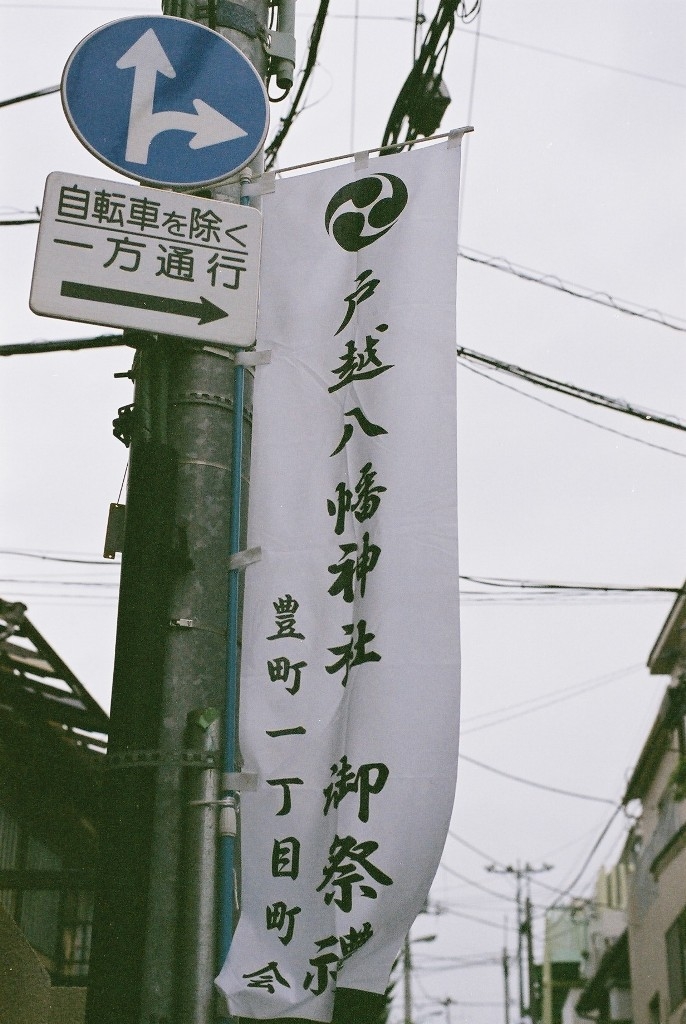 自転車を除く
一方通行
戸越八幡神社 御祭禮
豊町一丁目町会